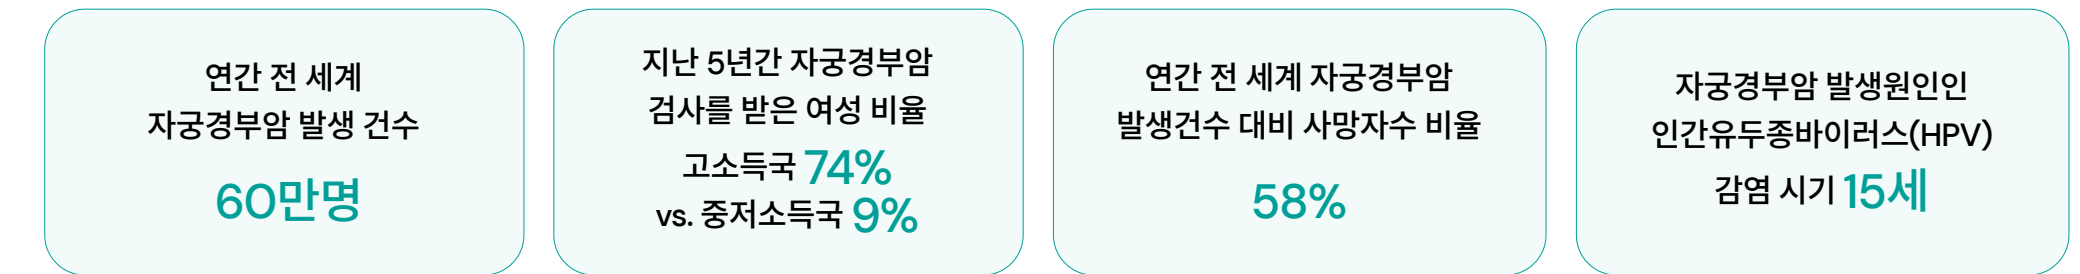 연간 전 세계
자궁경부암 발생 건수
60만명
지난 5년간 자궁경부암
검사를 받은 여성 비율
고소득국 74%
vs. 중저소득국 9%
연간 전 세계 자궁경부암
발생건수 대비 사망자수 비율
58%
자궁경부암 발생원인인
인간유두종바이러스(HPV)
감염 시기 15세